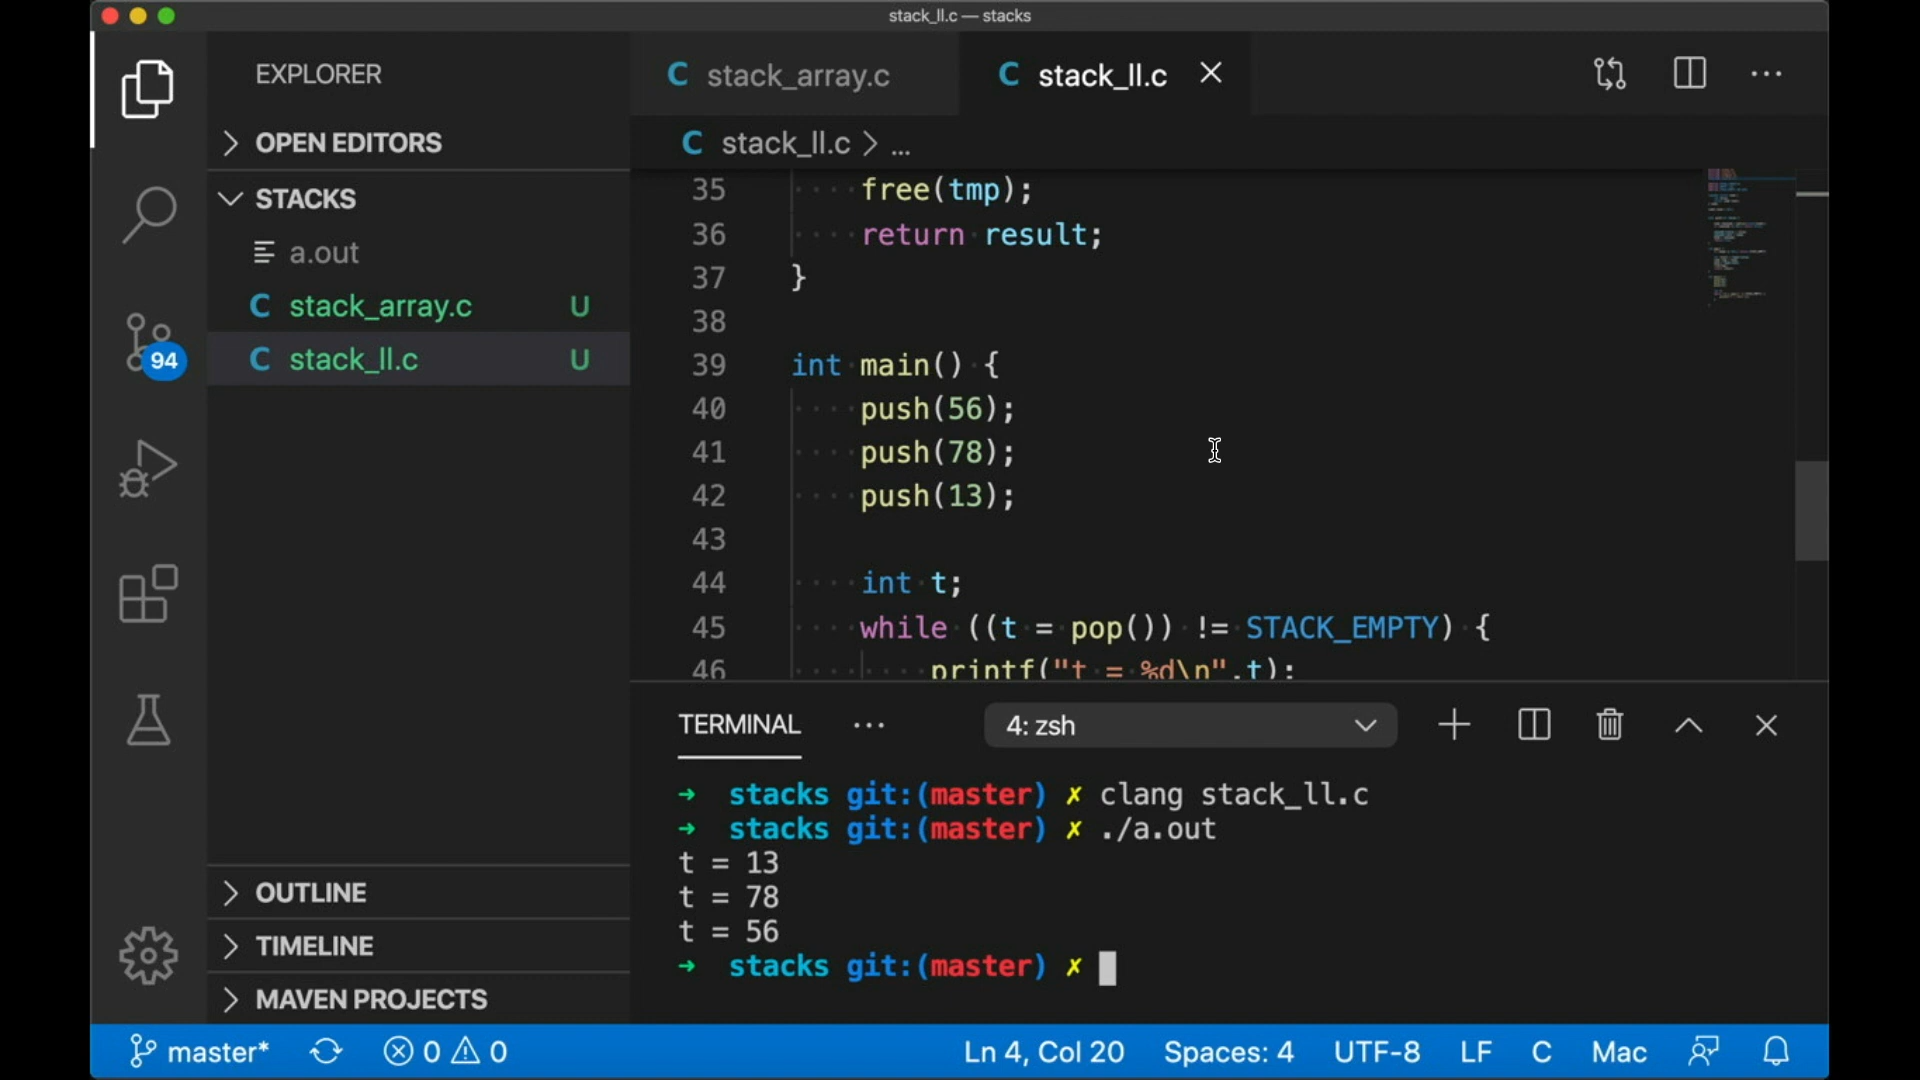 stack_ll.c — stacks
EXPLORER
OPEN EDITORS
STACKS
a.out
C stack_array.c U
C stack_ll.c U
94
OUTLINE
TIMELINE
MAVEN PROJECTS
C stack_array.c
C stack_ll.c
C stack_ll.c > ...
35 free(tmp);
36 return result;
37 }
38
39 int main() {
40 push(56);
41 push(78);
42 push(13);
43
44 int t;
45 while ((t = pop()) != STACK_EMPTY) {
46 printf("t = %d\n",t);
TERMINAL ... 4: zsh
➜ stacks git:(master) ✗ clang stack_ll.c
➜ stacks git:(master) ✗ ./a.out
t = 13
t = 78
t = 56
➜ stacks git:(master) ✗
master* 0 0 Ln 4, Col 20 Spaces: 4 UTF-8 LF C Mac